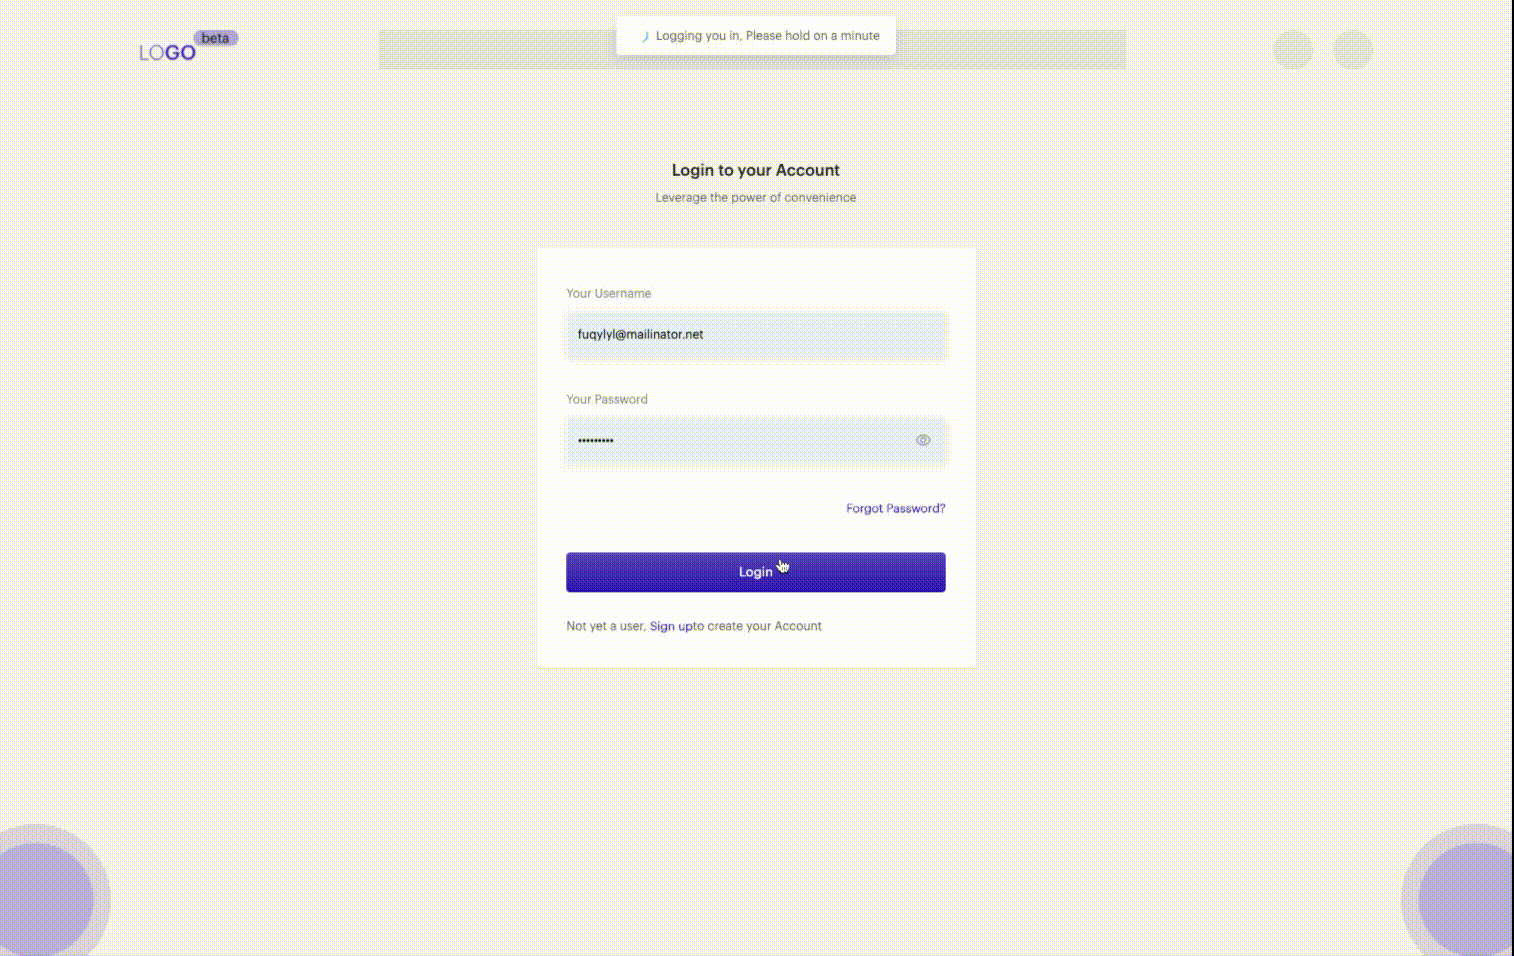 LOGO beta
Logging you in, Please hold on a minute
Login to your Account
Leverage the power of convenience
Your Username
fuqylyl@mailinator.net
Your Password
•••••••••
Forgot Password?
Login
Not yet a user, Sign upto create your Account